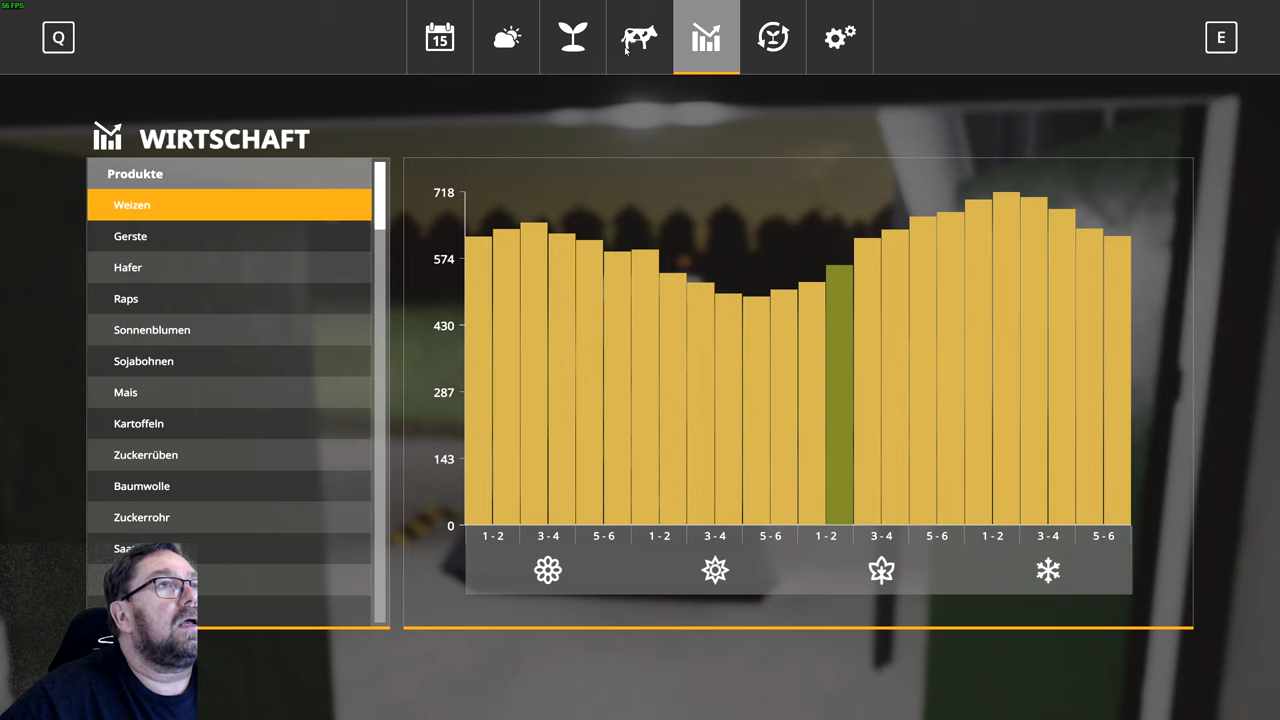 56 FPS
Q
15
E
WIRTSCHAFT
Produkte
Weizen
Gerste
Hafer
Raps
Sonnenblumen
Sojabohnen
Mais
Kartoffeln
Zuckerrüben
Baumwolle
Zuckerrohr
718
574
430
287
143
0
1 - 2 3 - 4 5 - 6 1 - 2 3 - 4 5 - 6 1 - 2 3 - 4 5 - 6 1 - 2 3 - 4 5 - 6